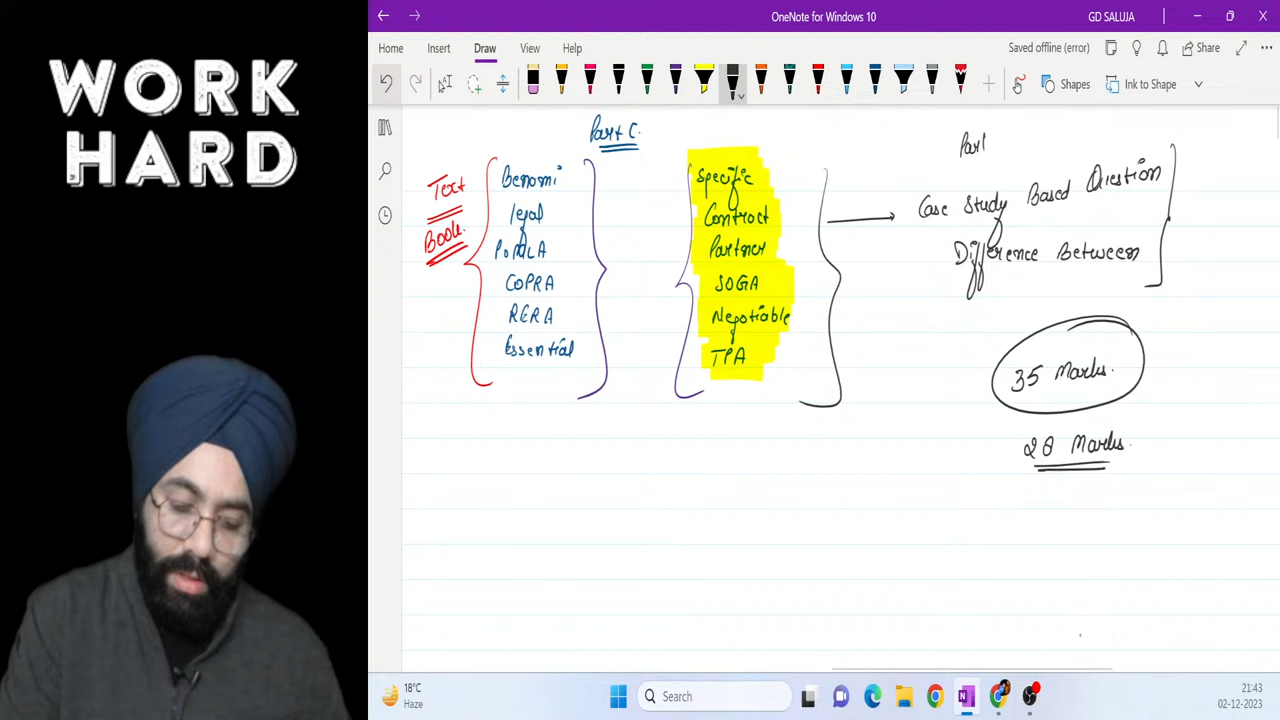 WORK
HARD
OneNote for Windows 10
GD SALUJA
Home Insert Draw View Help
Saved offline (error)
Share
Shapes
Ink to Shape
Part C.
Text
Book.
Benami
legal
PoMLA
COPRA
RERA
Essential
Specific
Contract
Partner
SOGA
Negotiable
TPA
Part
Case Study Based Question
Difference Between
35 Marks.
28 Marks.
18°C
Haze
Search
21:43
02-12-2023